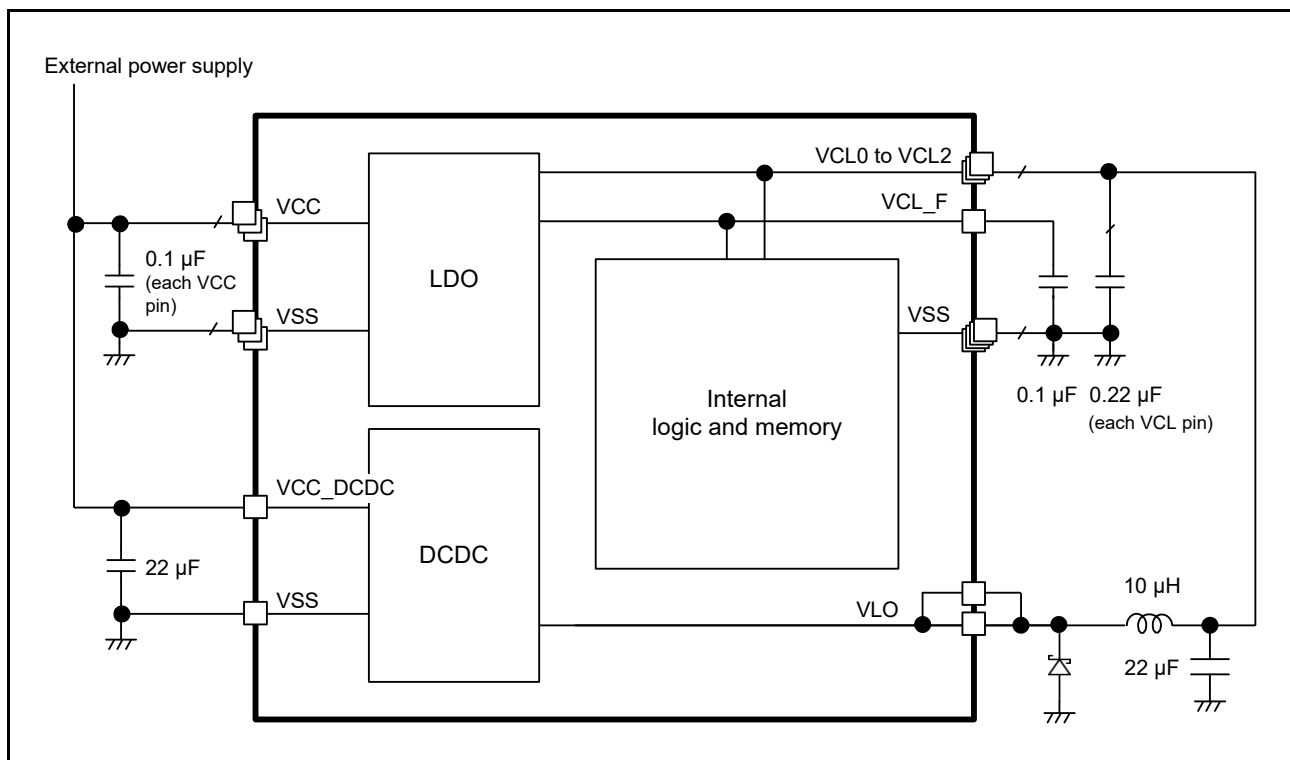 External power supply
VCL0 to VCL2
VCC
VCL_F
0.1 µF
(each VCC
pin)
LDO
VSS
VSS
Internal
logic and memory
0.1 µF
0.22 µF
(each VCL pin)
VCC_DCDC
DCDC
22 µF
VSS
VLO
10 µH
22 µF